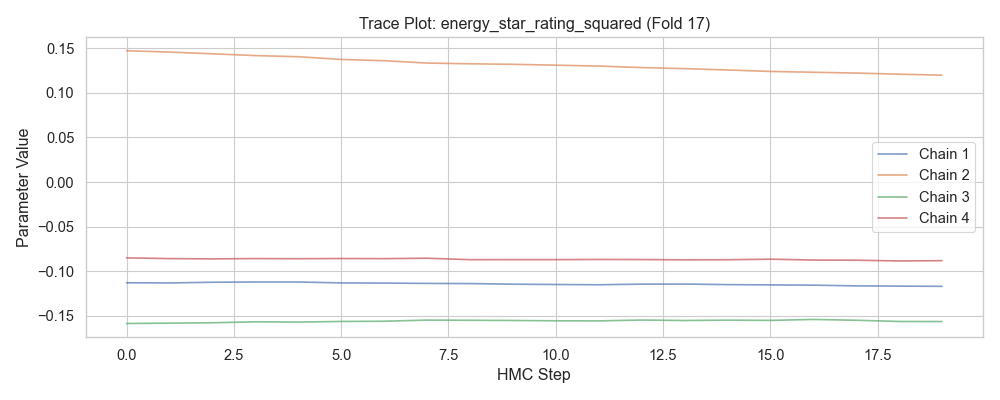 Trace Plot: energy_star_rating_squared (Fold 17)
Parameter Value
0.15
0.10
0.05
0.00
−0.05
−0.10
−0.15
Chain 1
Chain 2
Chain 3
Chain 4
0.0 2.5 5.0 7.5 10.0 12.5 15.0 17.5
HMC Step